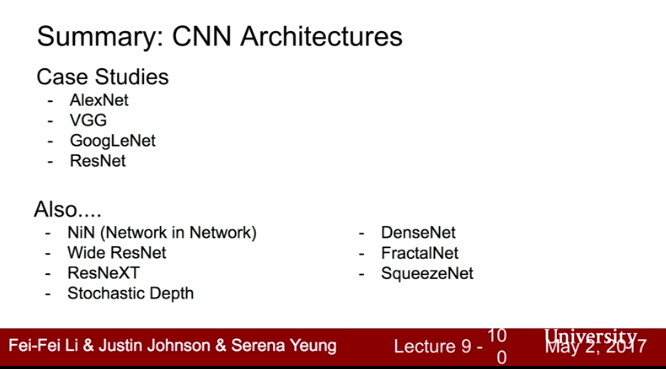 Summary: CNN Architectures
Case Studies
- AlexNet
- VGG
- GoogLeNet
- ResNet
Also....
- NiN (Network in Network)
- Wide ResNet
- ResNeXT
- Stochastic Depth
- DenseNet
- FractalNet
- SqueezeNet
Fei-Fei Li & Justin Johnson & Serena Yeung
Lecture 9 - 100
University
May 2, 2017